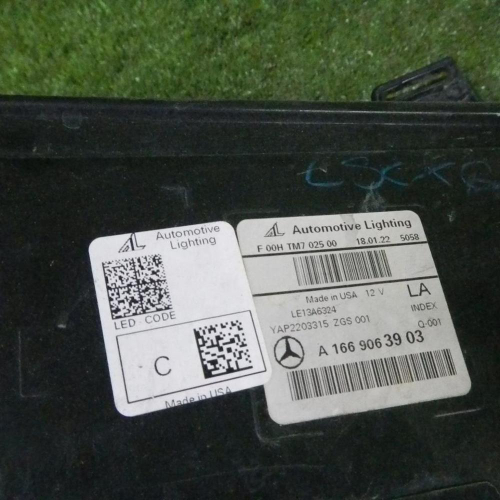 Automotive
Lighting
LED - CODE
C
Made in USA
Automotive Lighting
F 00H TM7 025 00 18.01.22 5058
Made in USA 12 V LA
LE13A6324 INDEX
YAP2203315 ZGS 001 Q-001
A 166 906 39 03